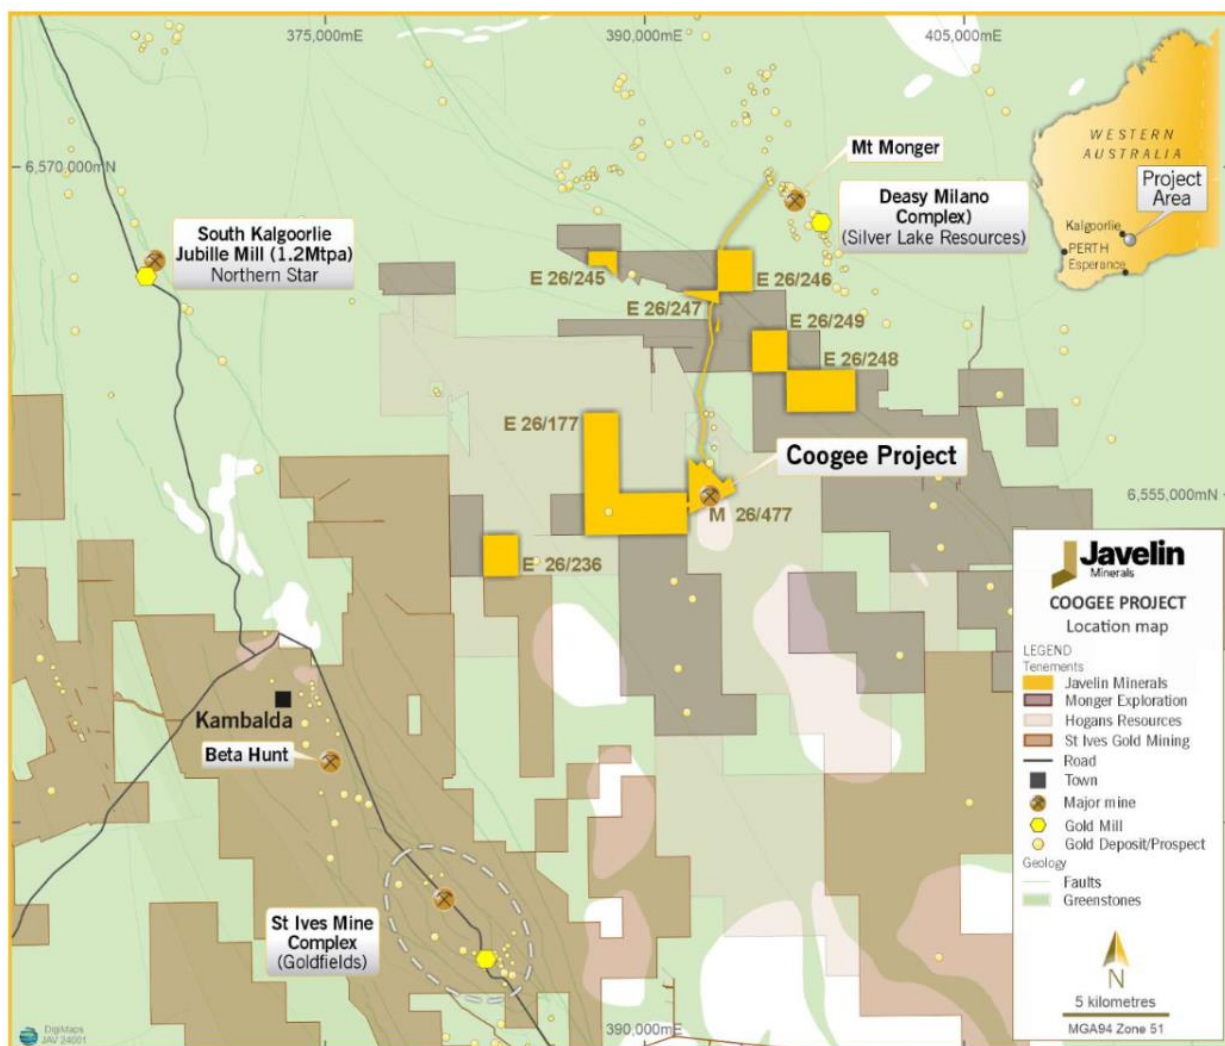 375,000mE
390,000mE
405,000mE
6,570,000mN
Mt Monger
Deasy Milano
Complex)
(Silver Lake Resources)
WESTERN
AUSTRALIA
Project
Area
Kalgoorlie
PERTH
Esperance
South Kalgoorlie
Jubille Mill (1.2Mtpa)
Northern Star
E 26/245
E 26/246
E 26/247
E 26/249
E 26/248
E 26/177
Coogee Project
6,555,000mN
M 26/477
E 26/236
Kambalda
Beta Hunt
St Ives Mine
Complex
(Goldfields)
Javelin
Minerals
COOGEE PROJECT
Location map
LEGEND
Tenements
Javelin Minerals
Monger Exploration
Hogans Resources
St Ives Gold Mining
Road
Town
Major mine
Gold Mill
Gold Deposit/Prospect
Geology
Faults
Greenstones
N
5 kilometres
MGA94 Zone 51
390,000mE
DigiMaps
JAV 24001